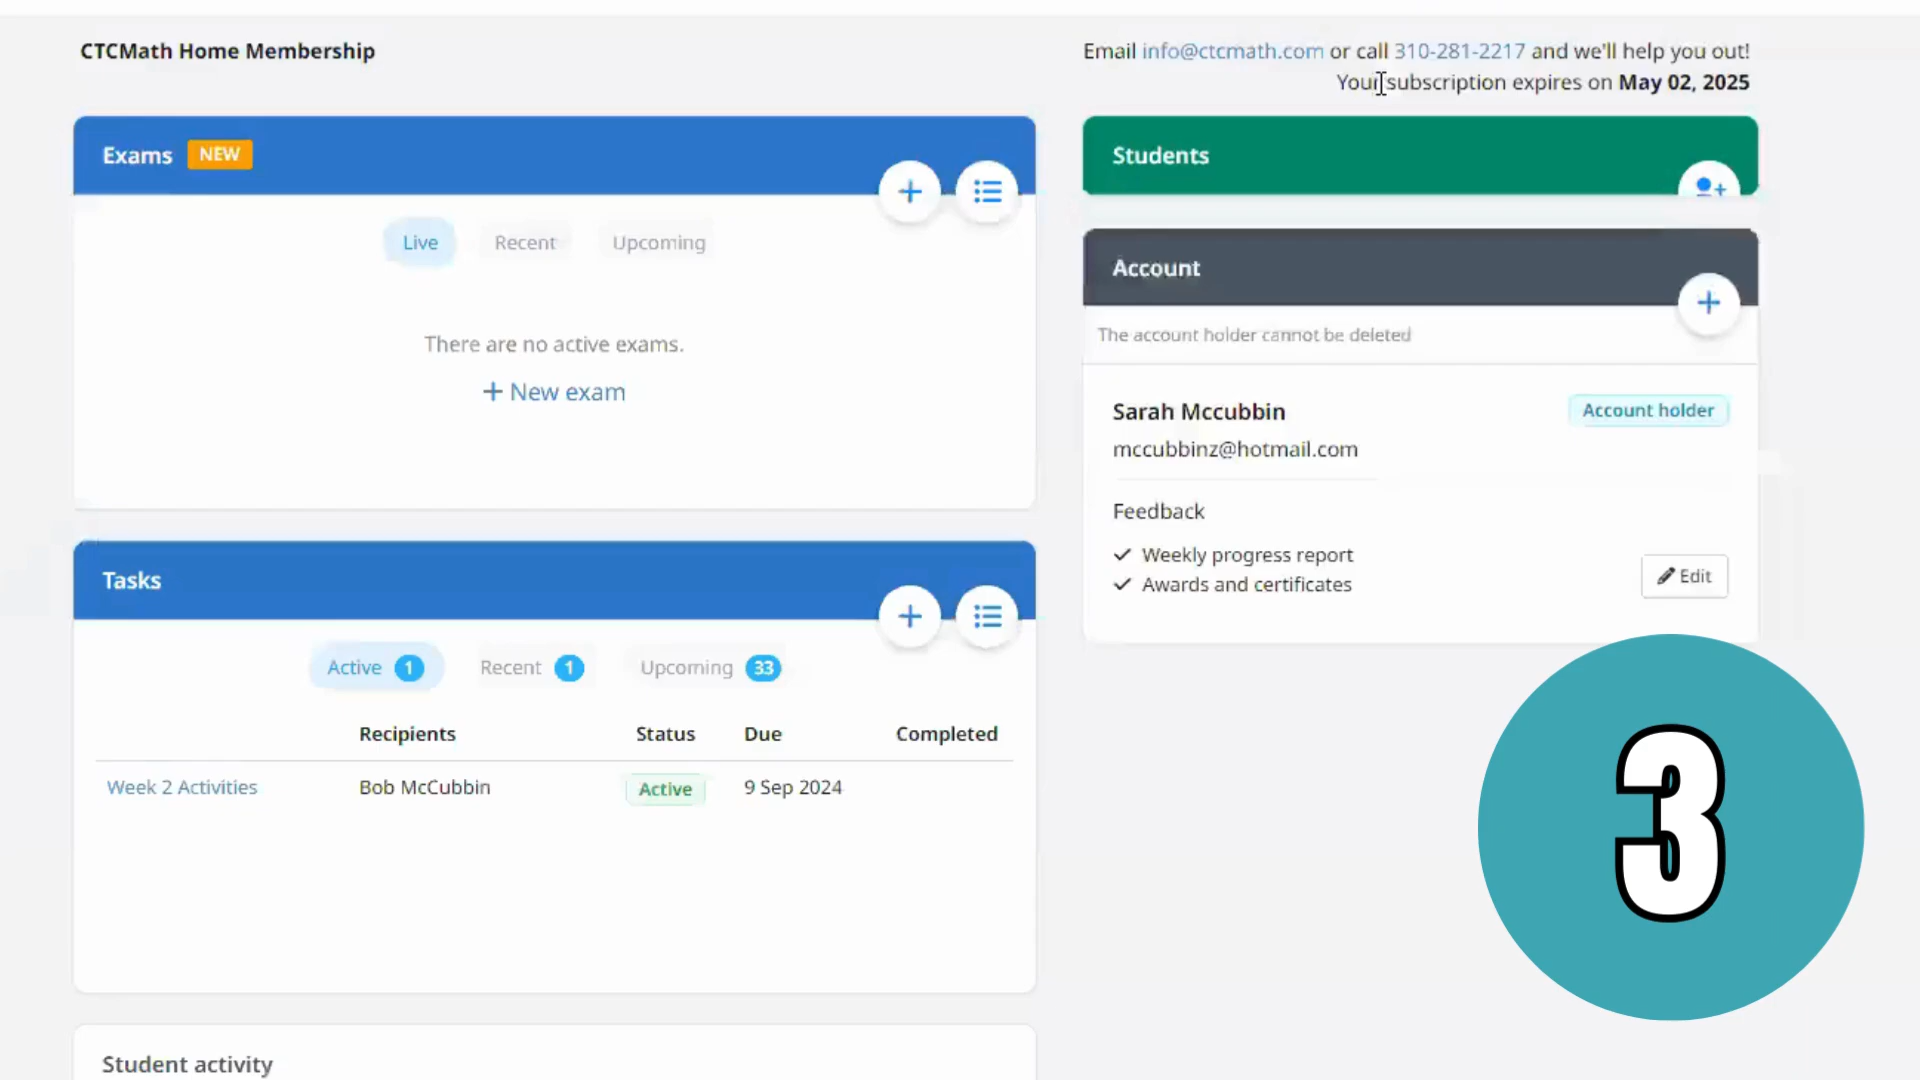 CTCMath Home Membership
Email info@ctcmath.com or call 310-281-2217 and we'll help you out!
Your subscription expires on May 02, 2025
Exams NEW
Live Recent Upcoming
There are no active exams.
+ New exam
Students
Account
The account holder cannot be deleted
Sarah Mccubbin Account holder
mccubbinz@hotmail.com
Feedback
✓ Weekly progress report
✓ Awards and certificates
Edit
Tasks
Active 1 Recent 1 Upcoming 33
Recipients Status Due Completed
Week 2 Activities Bob McCubbin Active 9 Sep 2024
Student activity
3